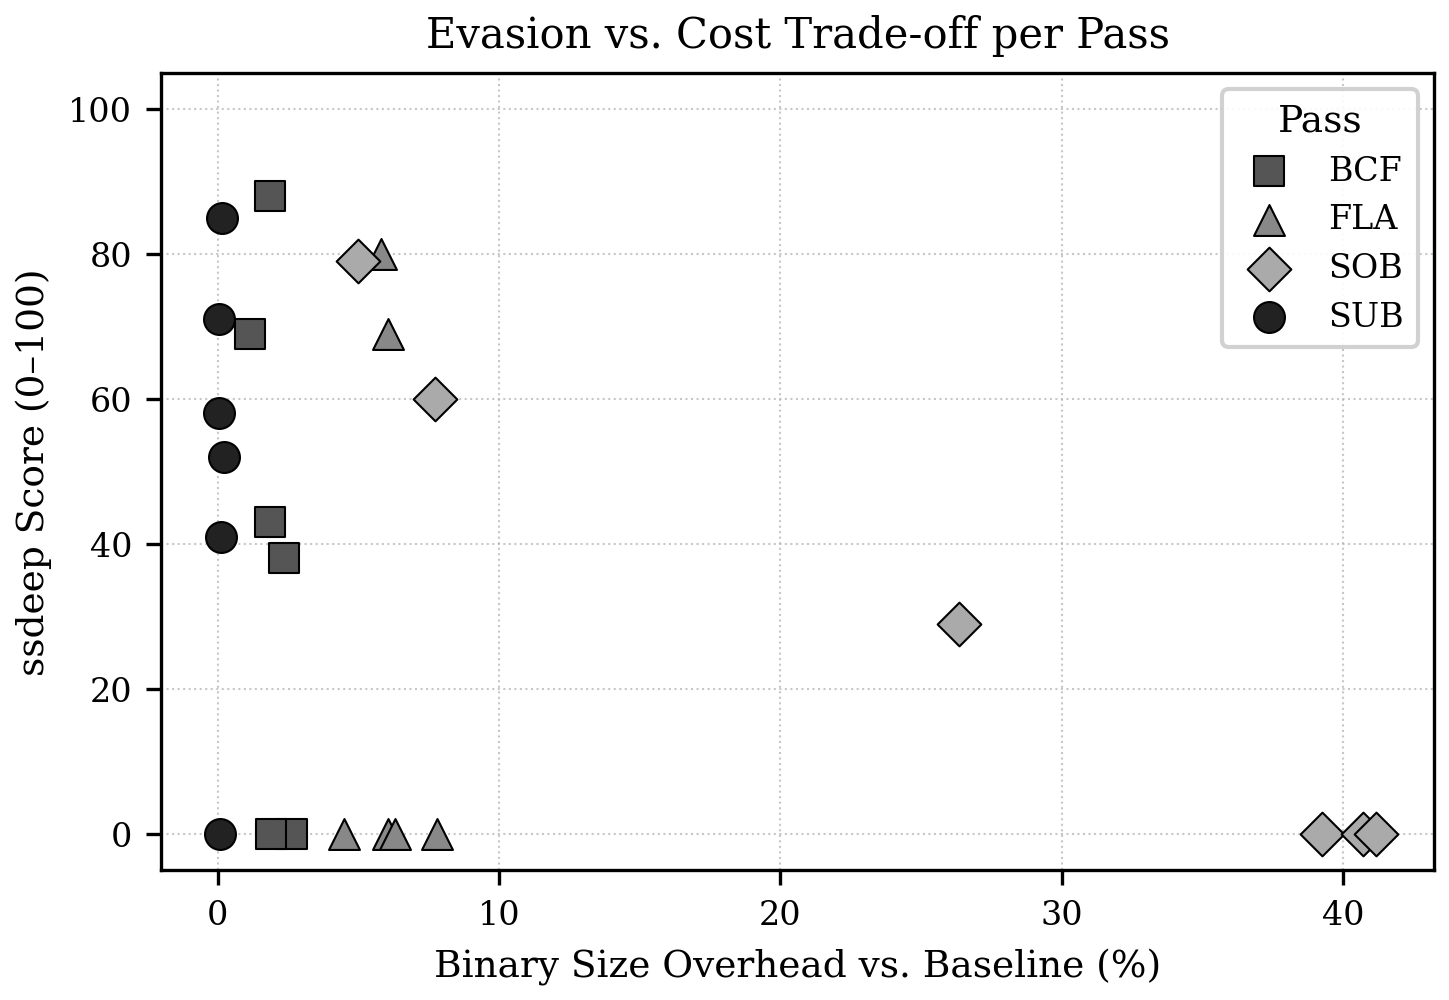 Evasion vs. Cost Trade-off per Pass
ssdeep Score (0–100)
100
80
60
40
20
0
0
10
20
30
40
Binary Size Overhead vs. Baseline (%)
Pass
BCF
FLA
SOB
SUB